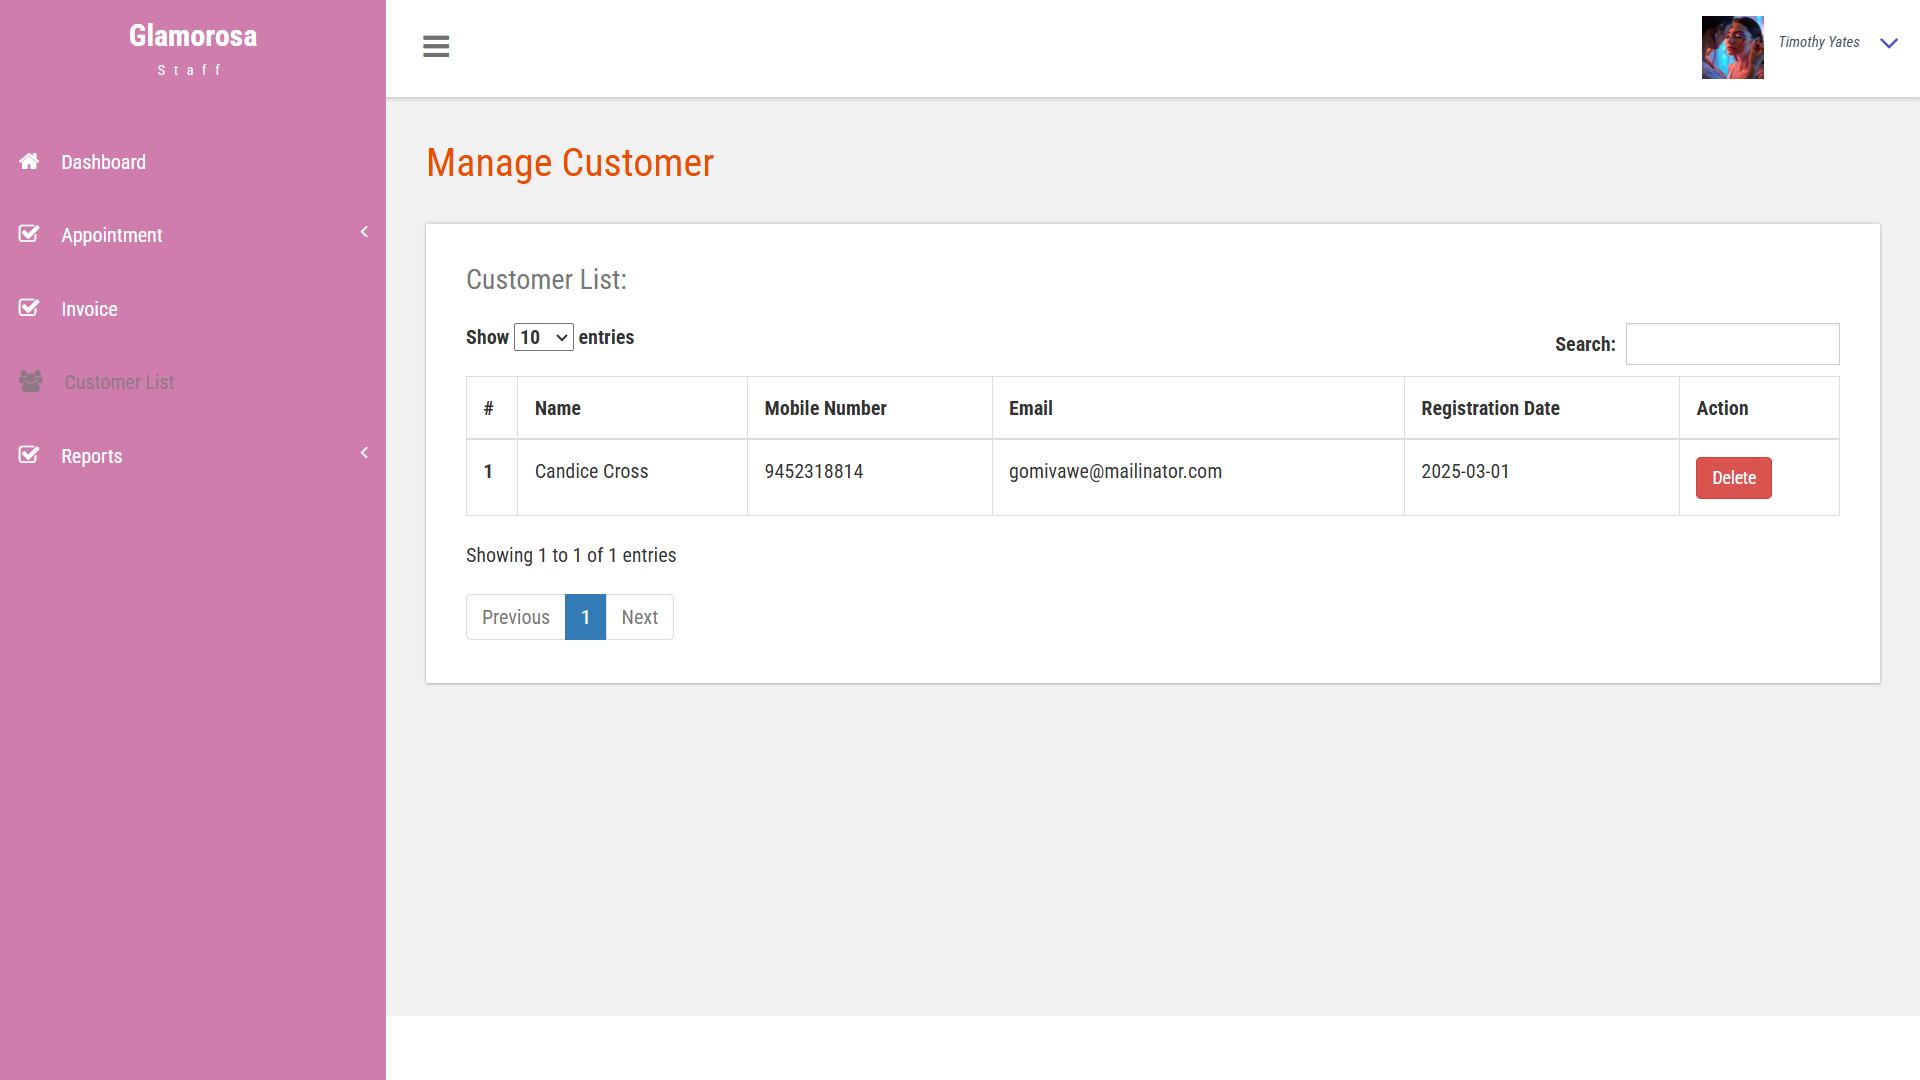 Glamorosa
Staff
Timothy Yates
Dashboard
Appointment
Invoice
Customer List
Reports
Manage Customer
Customer List:
Show 10 entries
Search:
# Name Mobile Number Email Registration Date Action
1 Candice Cross 9452318814 gomivawe@mailinator.com 2025-03-01 Delete
Showing 1 to 1 of 1 entries
Previous 1 Next